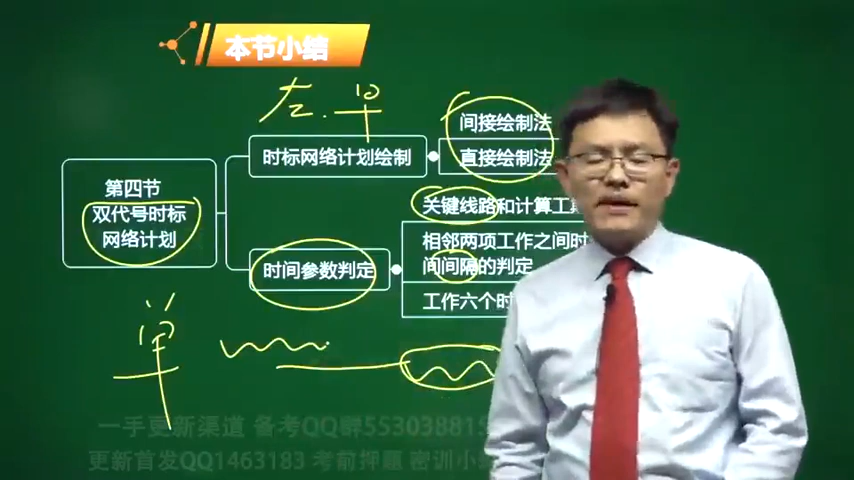 本节小结
左.早
间接绘制法
时标网络计划绘制
直接绘制法
第四节
双代号时标
网络计划
关键线路和计算工
相邻两项工作之间时
间间隔的判定
时间参数判定
工作六个时
单
一手更新渠道 备考QQ群553038815
更新首发QQ1463183 考前押题 密训小